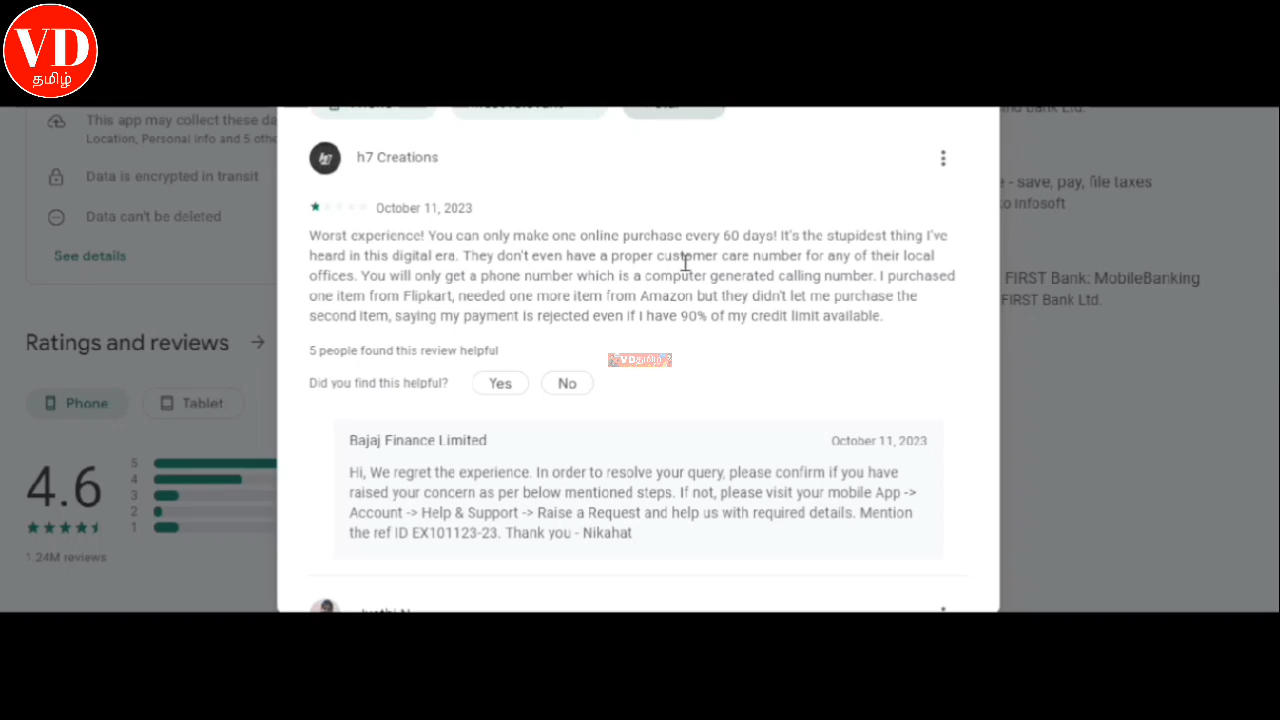 VD
தமிழ்
This app may collect these da
Location, Personal info and 5 othe
Data is encrypted in transit
Data can't be deleted
See details
Ratings and reviews
Phone
Tablet
4.6
5
4
3
2
1
1.24M reviews
h7 Creations
October 11, 2023
Worst experience! You can only make one online purchase every 60 days! It's the stupidest thing I've
heard in this digital era. They don't even have a proper customer care number for any of their local
offices. You will only get a phone number which is a computer generated calling number. I purchased
one item from Flipkart, needed one more item from Amazon but they didn't let me purchase the
second item, saying my payment is rejected even if I have 90% of my credit limit available.
5 people found this review helpful
VDதமிழ்
Did you find this helpful?
Yes
No
Bajaj Finance Limited
October 11, 2023
Hi, We regret the experience. In order to resolve your query, please confirm if you have
raised your concern as per below mentioned steps. If not, please visit your mobile App ->
Account -> Help & Support -> Raise a Request and help us with required details. Mention
the ref ID EX101123-23. Thank you - Nikahat
Bank Ltd.
- save, pay, file taxes
o Infosoft
FIRST Bank: MobileBanking
FIRST Bank Ltd.